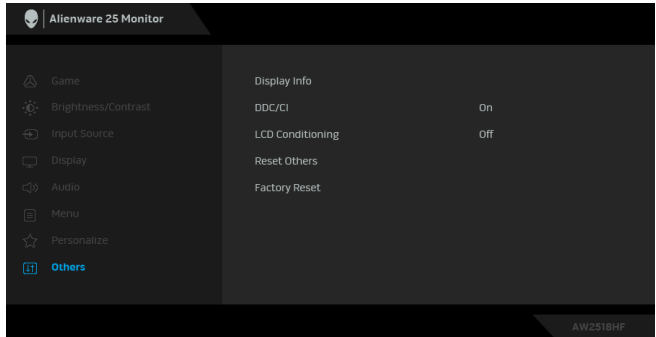 Alienware 25 Monitor
Game
Brightness/Contrast
Input Source
Display
Audio
Menu
Personalize
Others
Display Info
DDC/CI On
LCD Conditioning Off
Reset Others
Factory Reset
AW2518HF